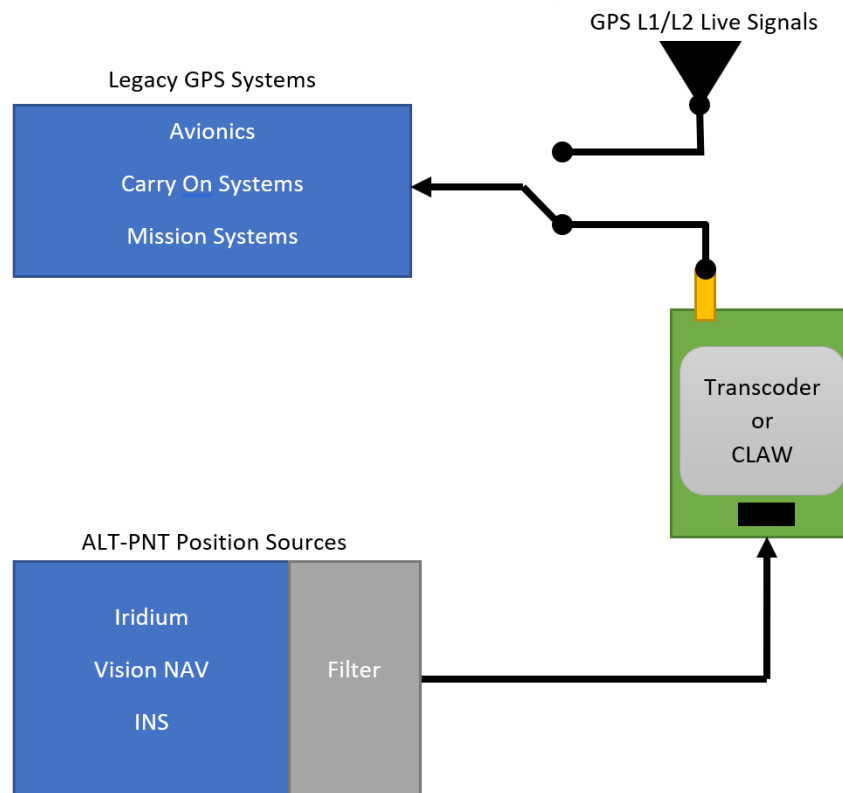 GPS L1/L2 Live Signals
Legacy GPS Systems
Avionics
Carry On Systems
Mission Systems
Transcoder
or
CLAW
ALT-PNT Position Sources
Iridium
Vision NAV
INS
Filter